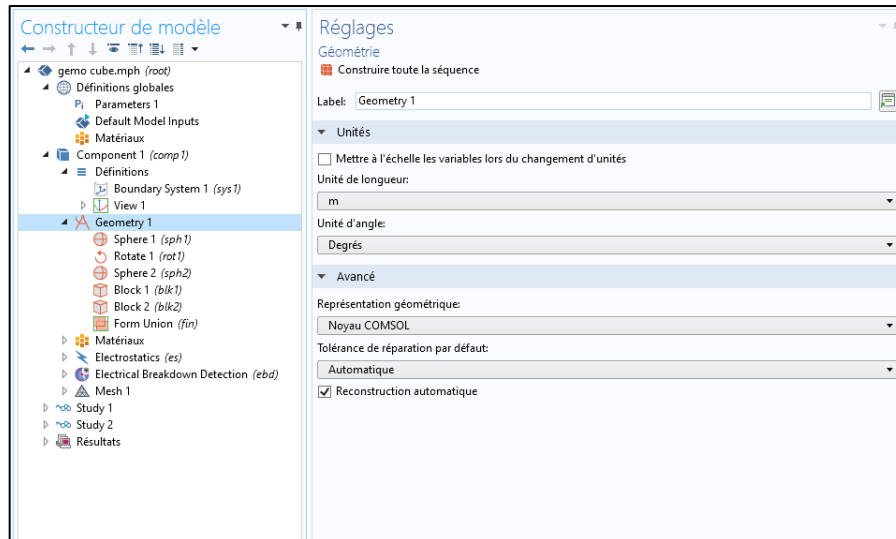 Constructeur de modèle
gemo cube.mph (root)
Définitions globales
Pi Parameters 1
Default Model Inputs
Matériaux
Component 1 (comp1)
Définitions
Boundary System 1 (sys1)
View 1
Geometry 1
Sphere 1 (sph1)
Rotate 1 (rot1)
Sphere 2 (sph2)
Block 1 (blk1)
Block 2 (blk2)
Form Union (fin)
Matériaux
Electrostatics (es)
Electrical Breakdown Detection (ebd)
Mesh 1
Study 1
Study 2
Résultats
Réglages
Géométrie
Construire toute la séquence
Label: Geometry 1
Unités
Mettre à l'échelle les variables lors du changement d'unités
Unité de longueur:
m
Unité d'angle:
Degrés
Avancé
Représentation géométrique:
Noyau COMSOL
Tolérance de réparation par défaut:
Automatique
Reconstruction automatique